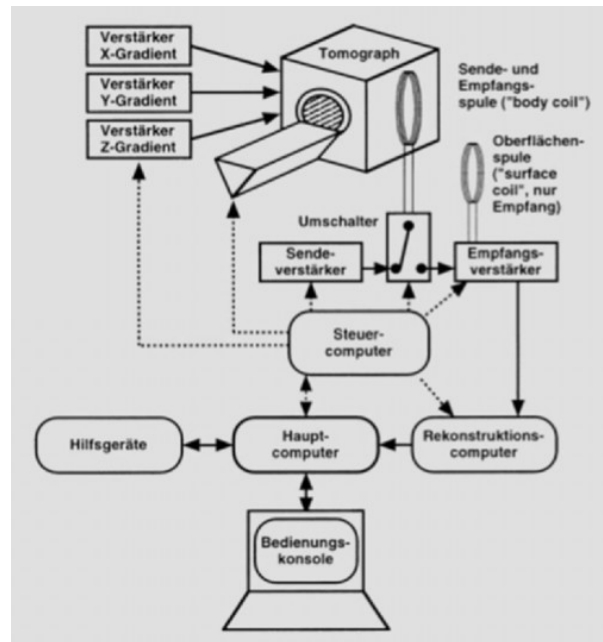 Verstärker
X-Gradient
Verstärker
Y-Gradient
Verstärker
Z-Gradient
Tomograph
Sende- und
Empfangs-
spule ("body coil")
Oberflächen-
spule
("surface
coil", nur
Empfang)
Umschalter
Sende-
verstärker
Empfangs-
verstärker
Steuer-
computer
Hilfsgeräte
Haupt-
computer
Rekonstruktions-
computer
Bedienungs-
konsole